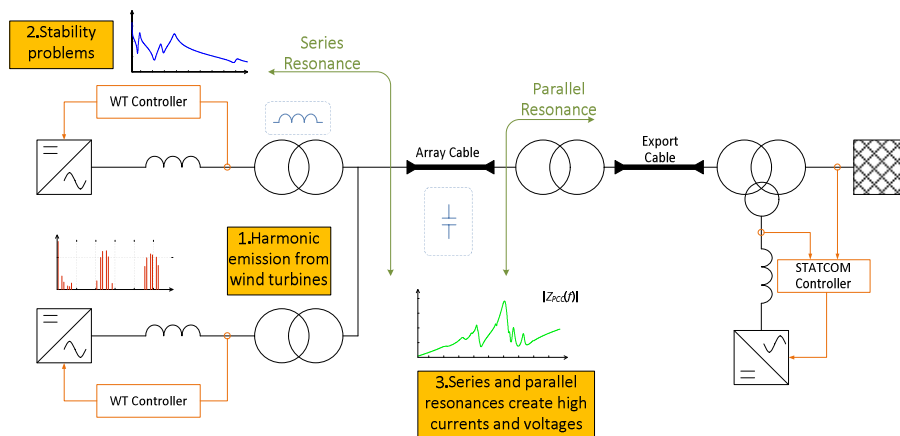 2.Stability
problems
Series
Resonance
WT Controller
Parallel
Resonance
Array Cable
Export
Cable
1.Harmonic
emission from
wind turbines
STATCOM
Controller
|ZPCC(f)|
WT Controller
3.Series and parallel
resonances create high
currents and voltages